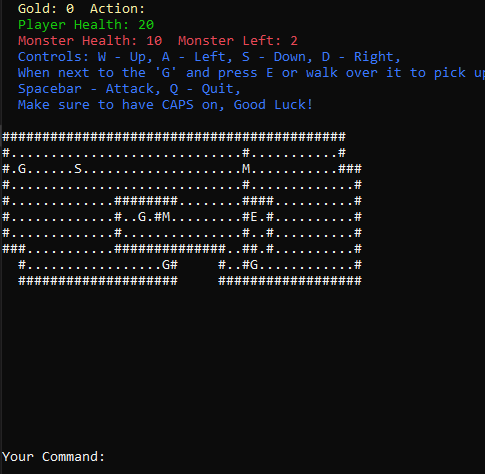 Gold: 0  Action:
Player Health: 20
Monster Health: 10  Monster Left: 2
Controls: W - Up, A - Left, S - Down, D - Right,
When next to the 'G' and press E or walk over it to pick up
Spacebar - Attack, Q - Quit,
Make sure to have CAPS on, Good Luck!
###########################################
#.............................#...........#
#.G......S....................M...........###
#.............................#.............#
#.............########........####..........#
#.............#..G.#M.........#E.#..........#
#.............#...............#..#..........#
###...........##############..##.#..........#
  #.................G#     #..#G............#
  ####################     ##################
Your Command: